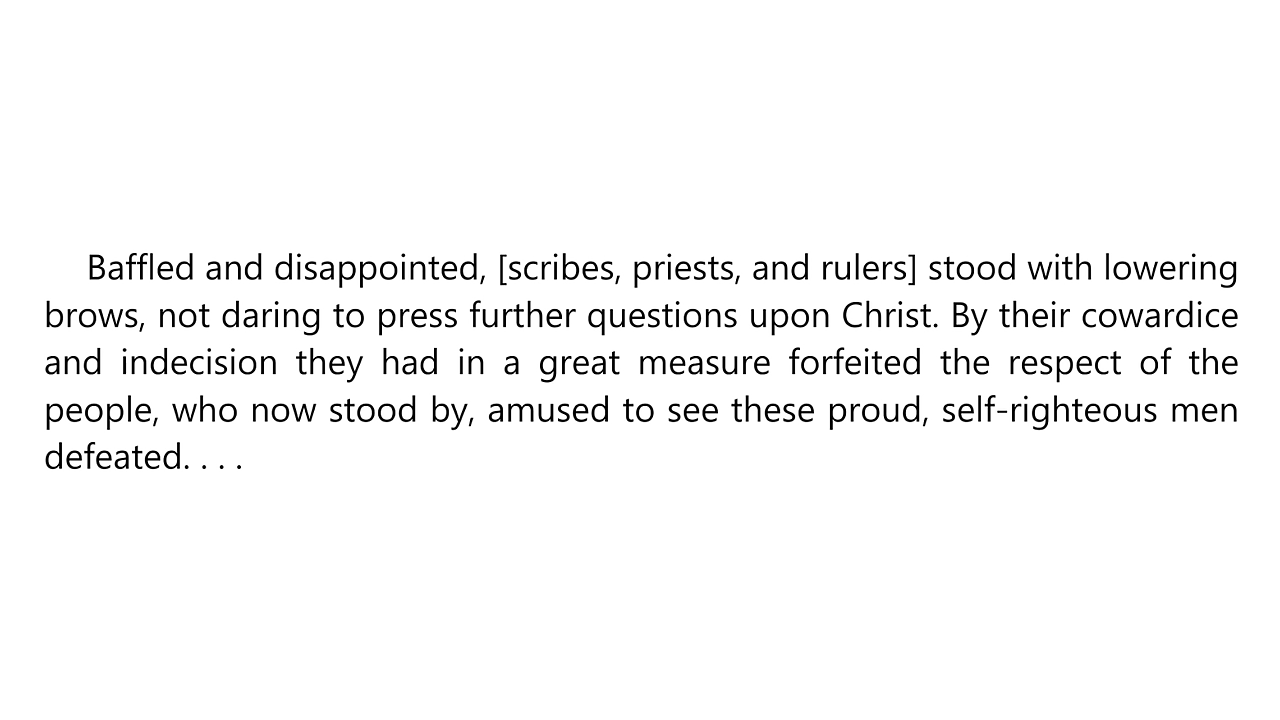 Baffled and disappointed, [scribes, priests, and rulers] stood with lowering
brows, not daring to press further questions upon Christ. By their cowardice
and indecision they had in a great measure forfeited the respect of the
people, who now stood by, amused to see these proud, self-righteous men
defeated. . . .